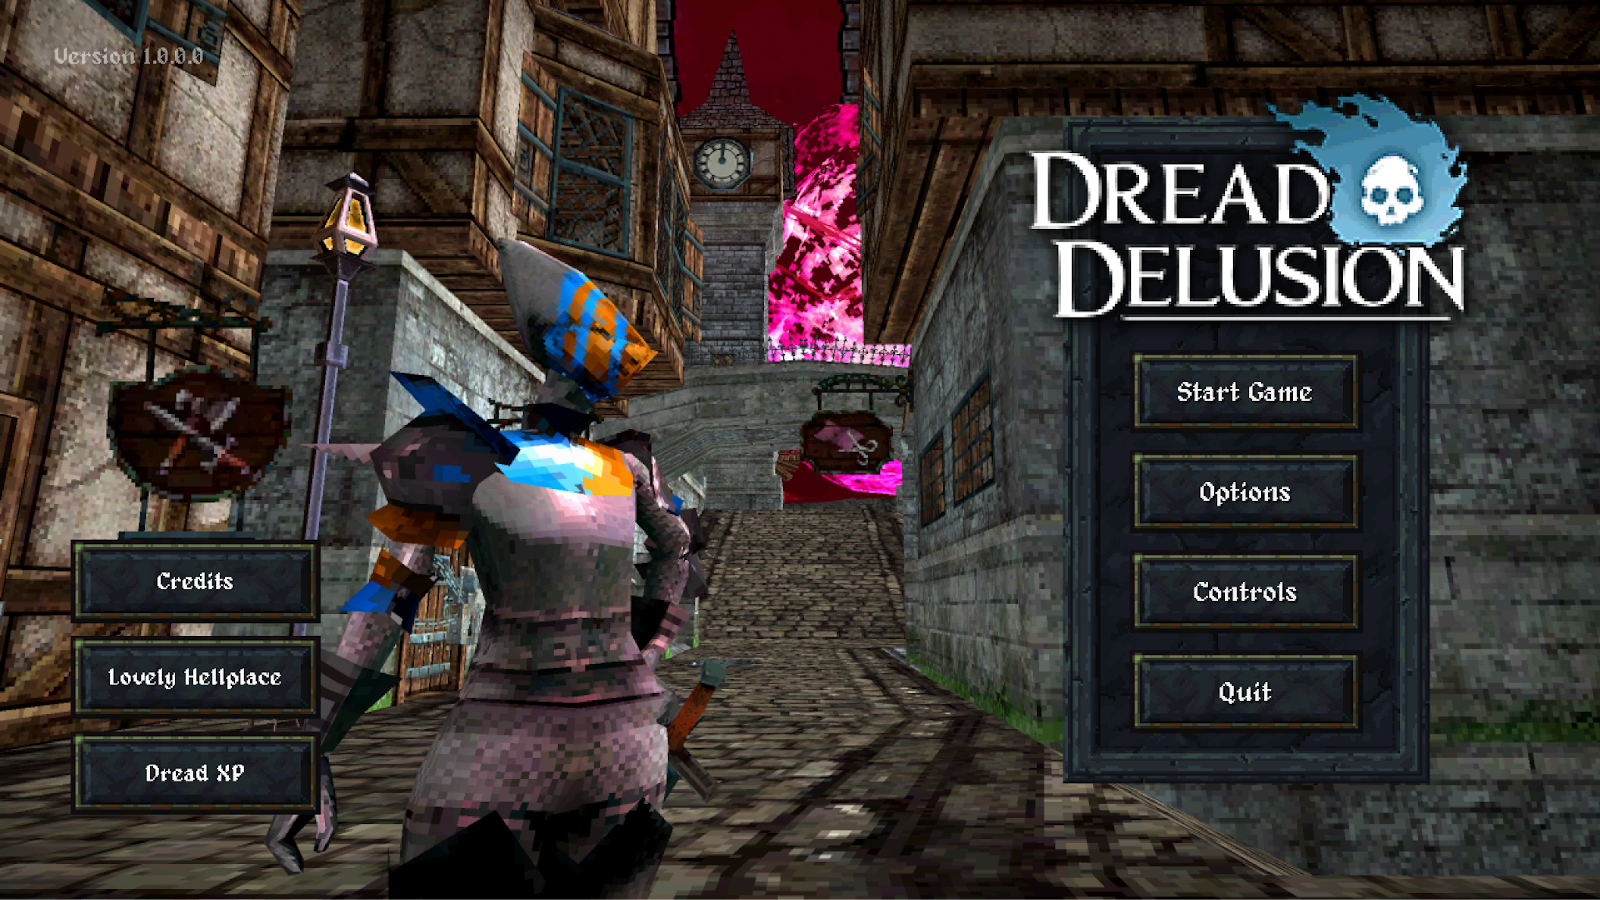 Version 1.0.0.0
DREAD
DELUSION
Start Game
Options
Controls
Quit
Credits
Lovely Hellplace
Dread XP